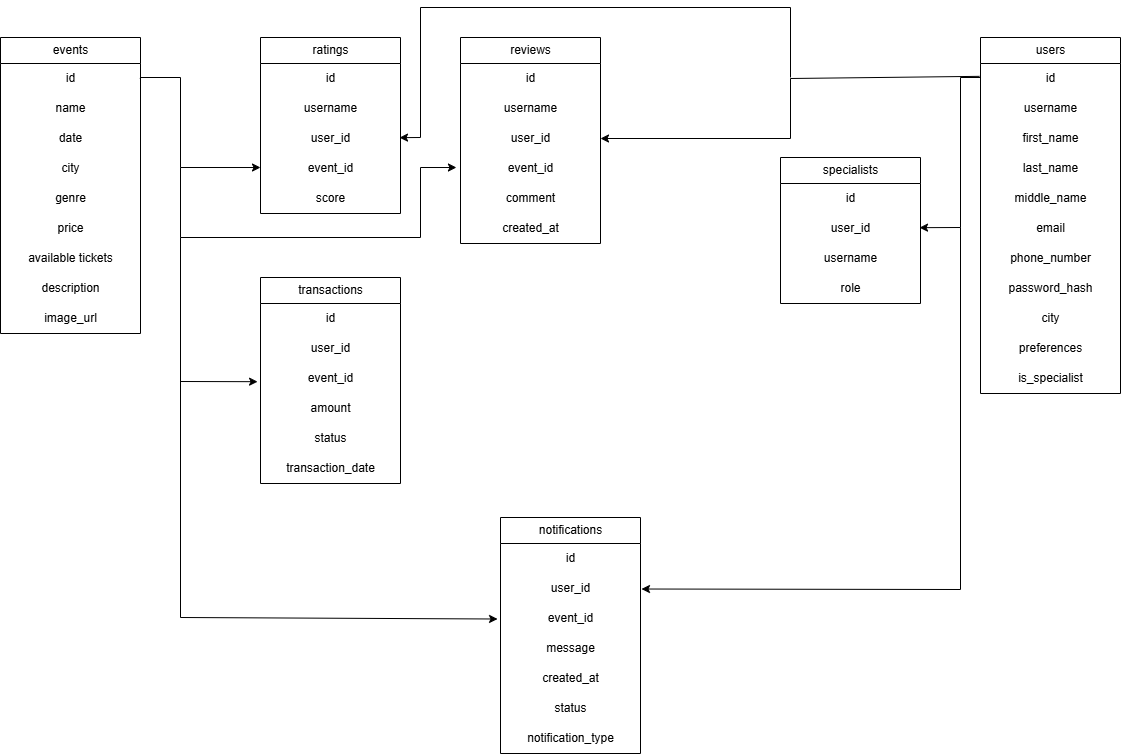 events
id
name
date
city
genre
price
available tickets
description
image_url
ratings
id
username
user_id
event_id
score
reviews
id
username
user_id
event_id
comment
created_at
users
id
username
first_name
last_name
middle_name
email
phone_number
password_hash
city
preferences
is_specialist
specialists
id
user_id
username
role
transactions
id
user_id
event_id
amount
status
transaction_date
notifications
id
user_id
event_id
message
created_at
status
notification_type